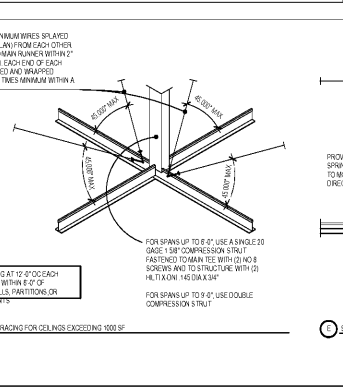 NIMUM WIRES SPLAYED
LAN) FROM EACH OTHER
MAIN RUNNER WITHIN 2"
EACH END OF EACH
ED AND WRAPPED
TIMES MINIMUM WITHIN A
45.000° MAX
45.000° MAX
45.000° MAX
45.000° MAX
PROV
SPRIN
TO MO
DIREC
FOR SPANS UP TO 6'-0", USE A SINGLE 20
GAGE 1 5/8" COMPRESSION STRUT
FASTENED TO MAIN TEE WITH (2) NO 8
SCREWS AND TO STRUCTURE WITH (2)
HILTI X-DNI .145 DIA X 3/4"
FOR SPANS UP TO 9'-0", USE DOUBLE
COMPRESSION STRUT
G AT 12'-0" OC EACH
WITHIN 6'-0" OF
LLS, PARTITIONS, OR
NTS
RACING FOR CEILINGS EXCEEDING 1000 SF
E